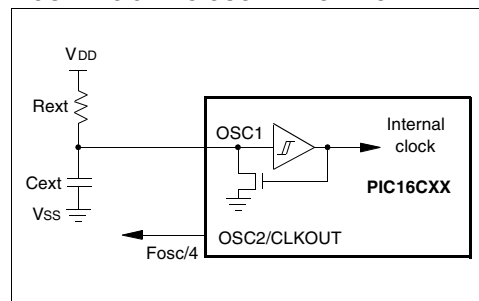 VDD
Rext
OSC1
Internal
clock
Cext
PIC16CXX
VSS
Fosc/4
OSC2/CLKOUT